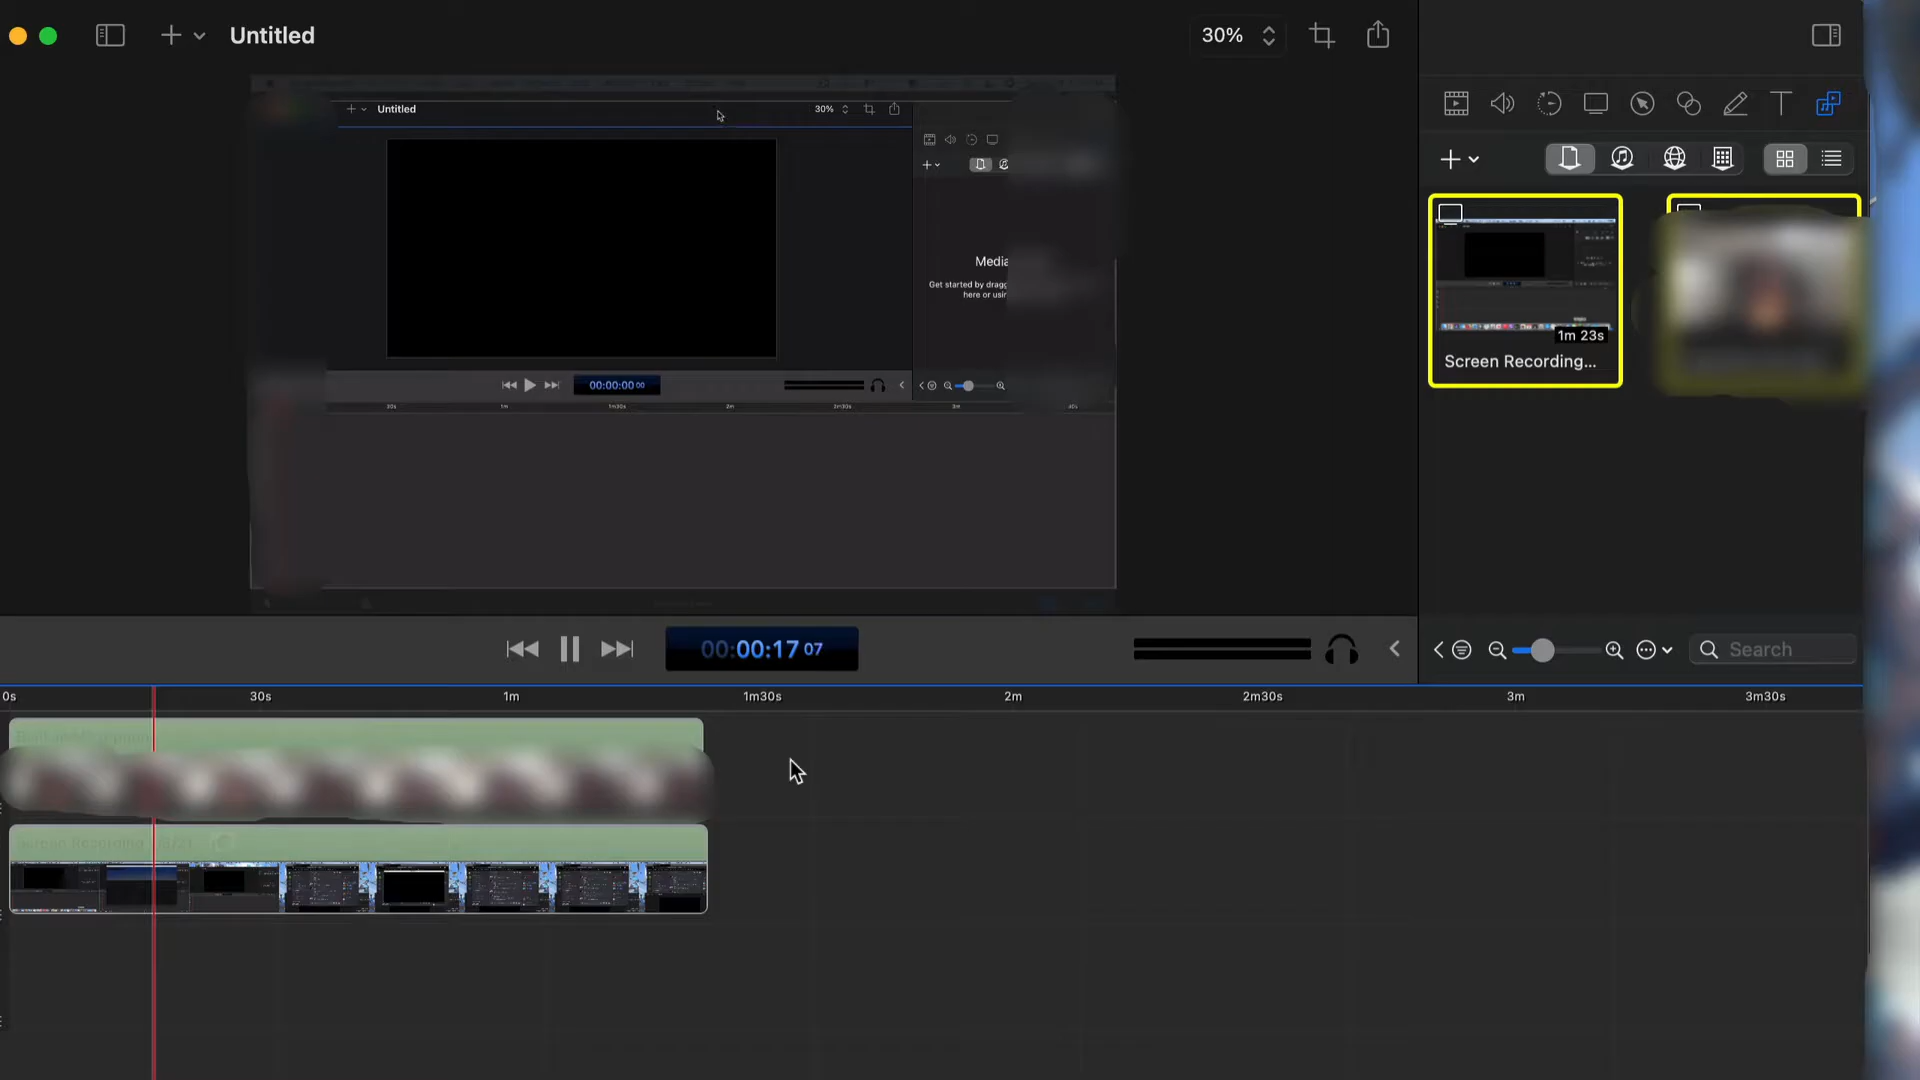 Untitled
30%
Untitled
30%
Media
Get started by dragg
here or usin
00:00:00 00
30s 1m 1m30s 2m 2m30s 3m
1m 23s
Screen Recording...
00:00:17 07
Search
0s 30s 1m 1m30s 2m 2m30s 3m 3m30s
Screen Recording